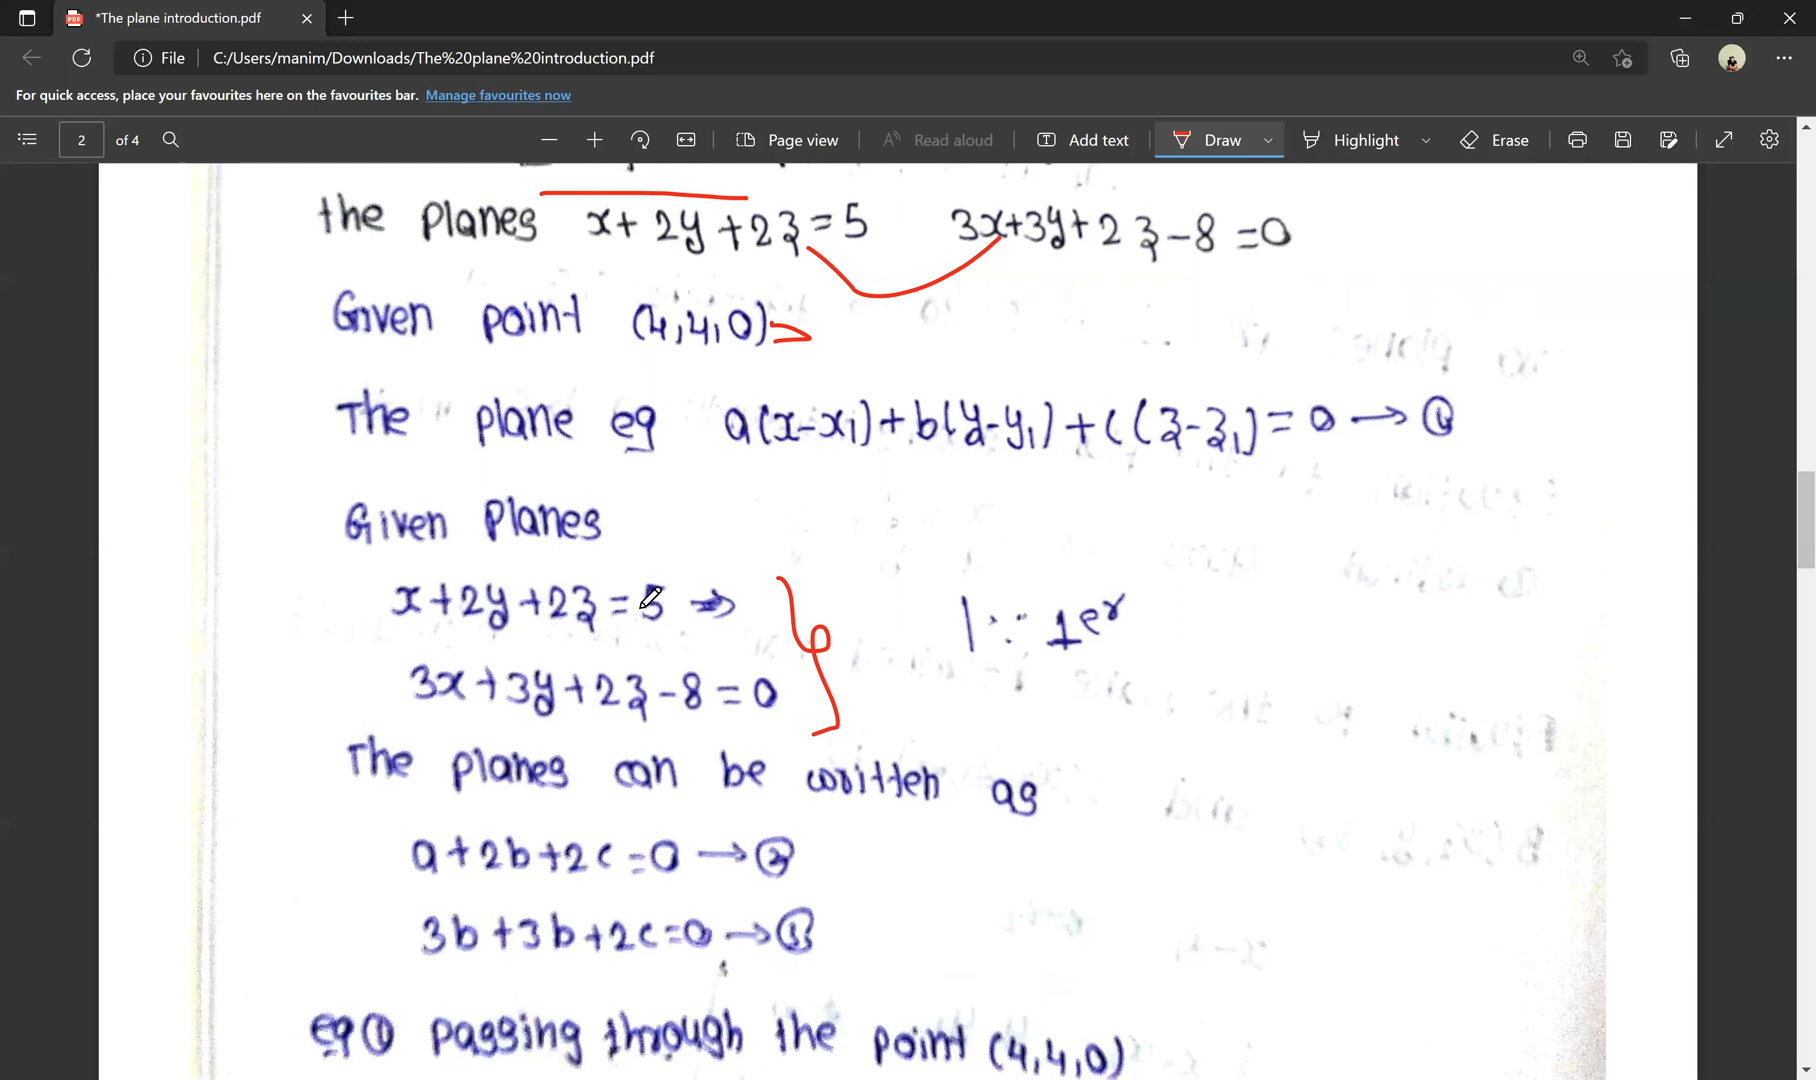 *The plane introduction.pdf
File C:/Users/manim/Downloads/The%20plane%20introduction.pdf
For quick access, place your favourites here on the favourites bar. Manage favourites now
2 of 4 Page view Read aloud Add text Draw Highlight Erase
the planes x+ 2y +2z = 5 3x+3y+2z-8 =0
Given point (4,4,0)
The plane eq a(x-x₁)+b(y-y₁)+c(z-z₁)=0 → ①
Given planes
x+2y+2z=5 ⇒ | ∵ ⊥er
3x+3y+2z-8=0
The planes can be written as
a+2b+2c=0 → ②
3b+3b+2c=0 → ③
eq ① passing through the point (4,4,0)